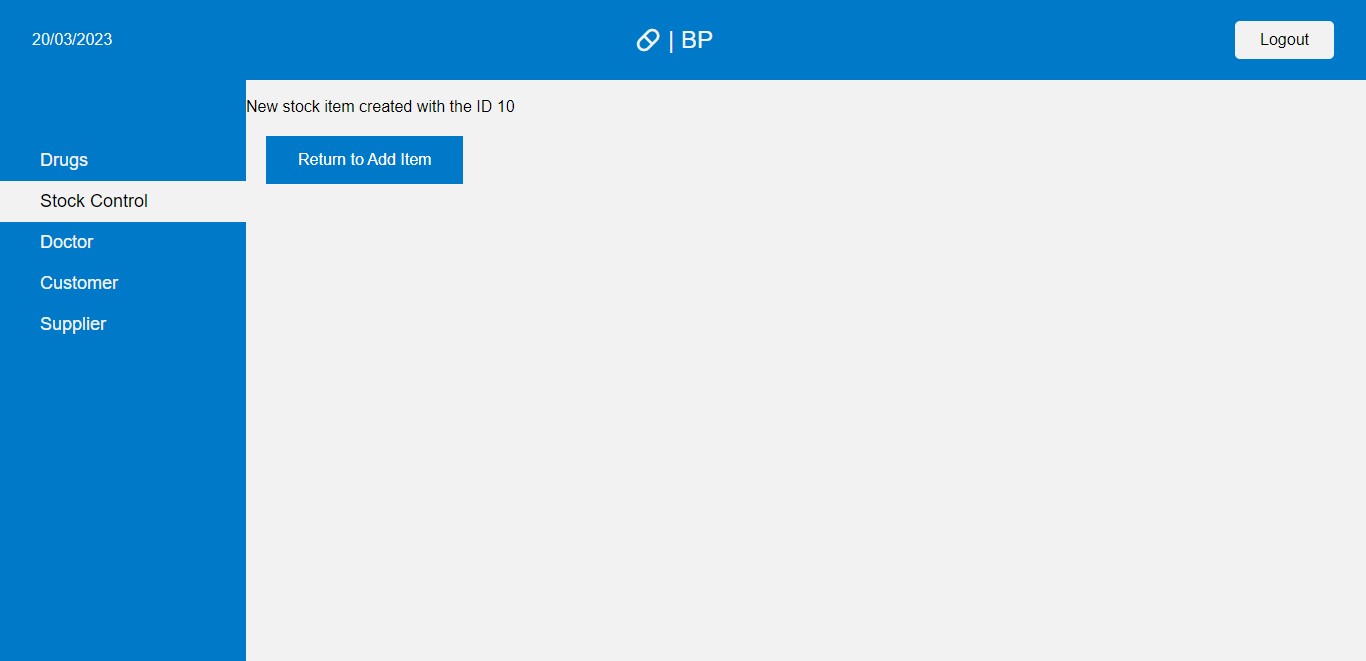 20/03/2023
| BP
Logout
New stock item created with the ID 10
Return to Add Item
Drugs
Stock Control
Doctor
Customer
Supplier